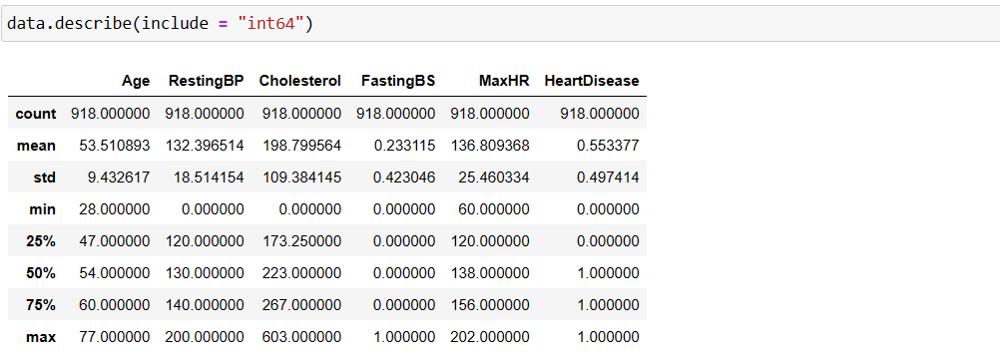 data.describe(include = "int64")
Age RestingBP Cholesterol FastingBS MaxHR HeartDisease
count 918.000000 918.000000 918.000000 918.000000 918.000000 918.000000
mean 53.510893 132.396514 198.799564 0.233115 136.809368 0.553377
std 9.432617 18.514154 109.384145 0.423046 25.460334 0.497414
min 28.000000 0.000000 0.000000 0.000000 60.000000 0.000000
25% 47.000000 120.000000 173.250000 0.000000 120.000000 0.000000
50% 54.000000 130.000000 223.000000 0.000000 138.000000 1.000000
75% 60.000000 140.000000 267.000000 0.000000 156.000000 1.000000
max 77.000000 200.000000 603.000000 1.000000 202.000000 1.000000